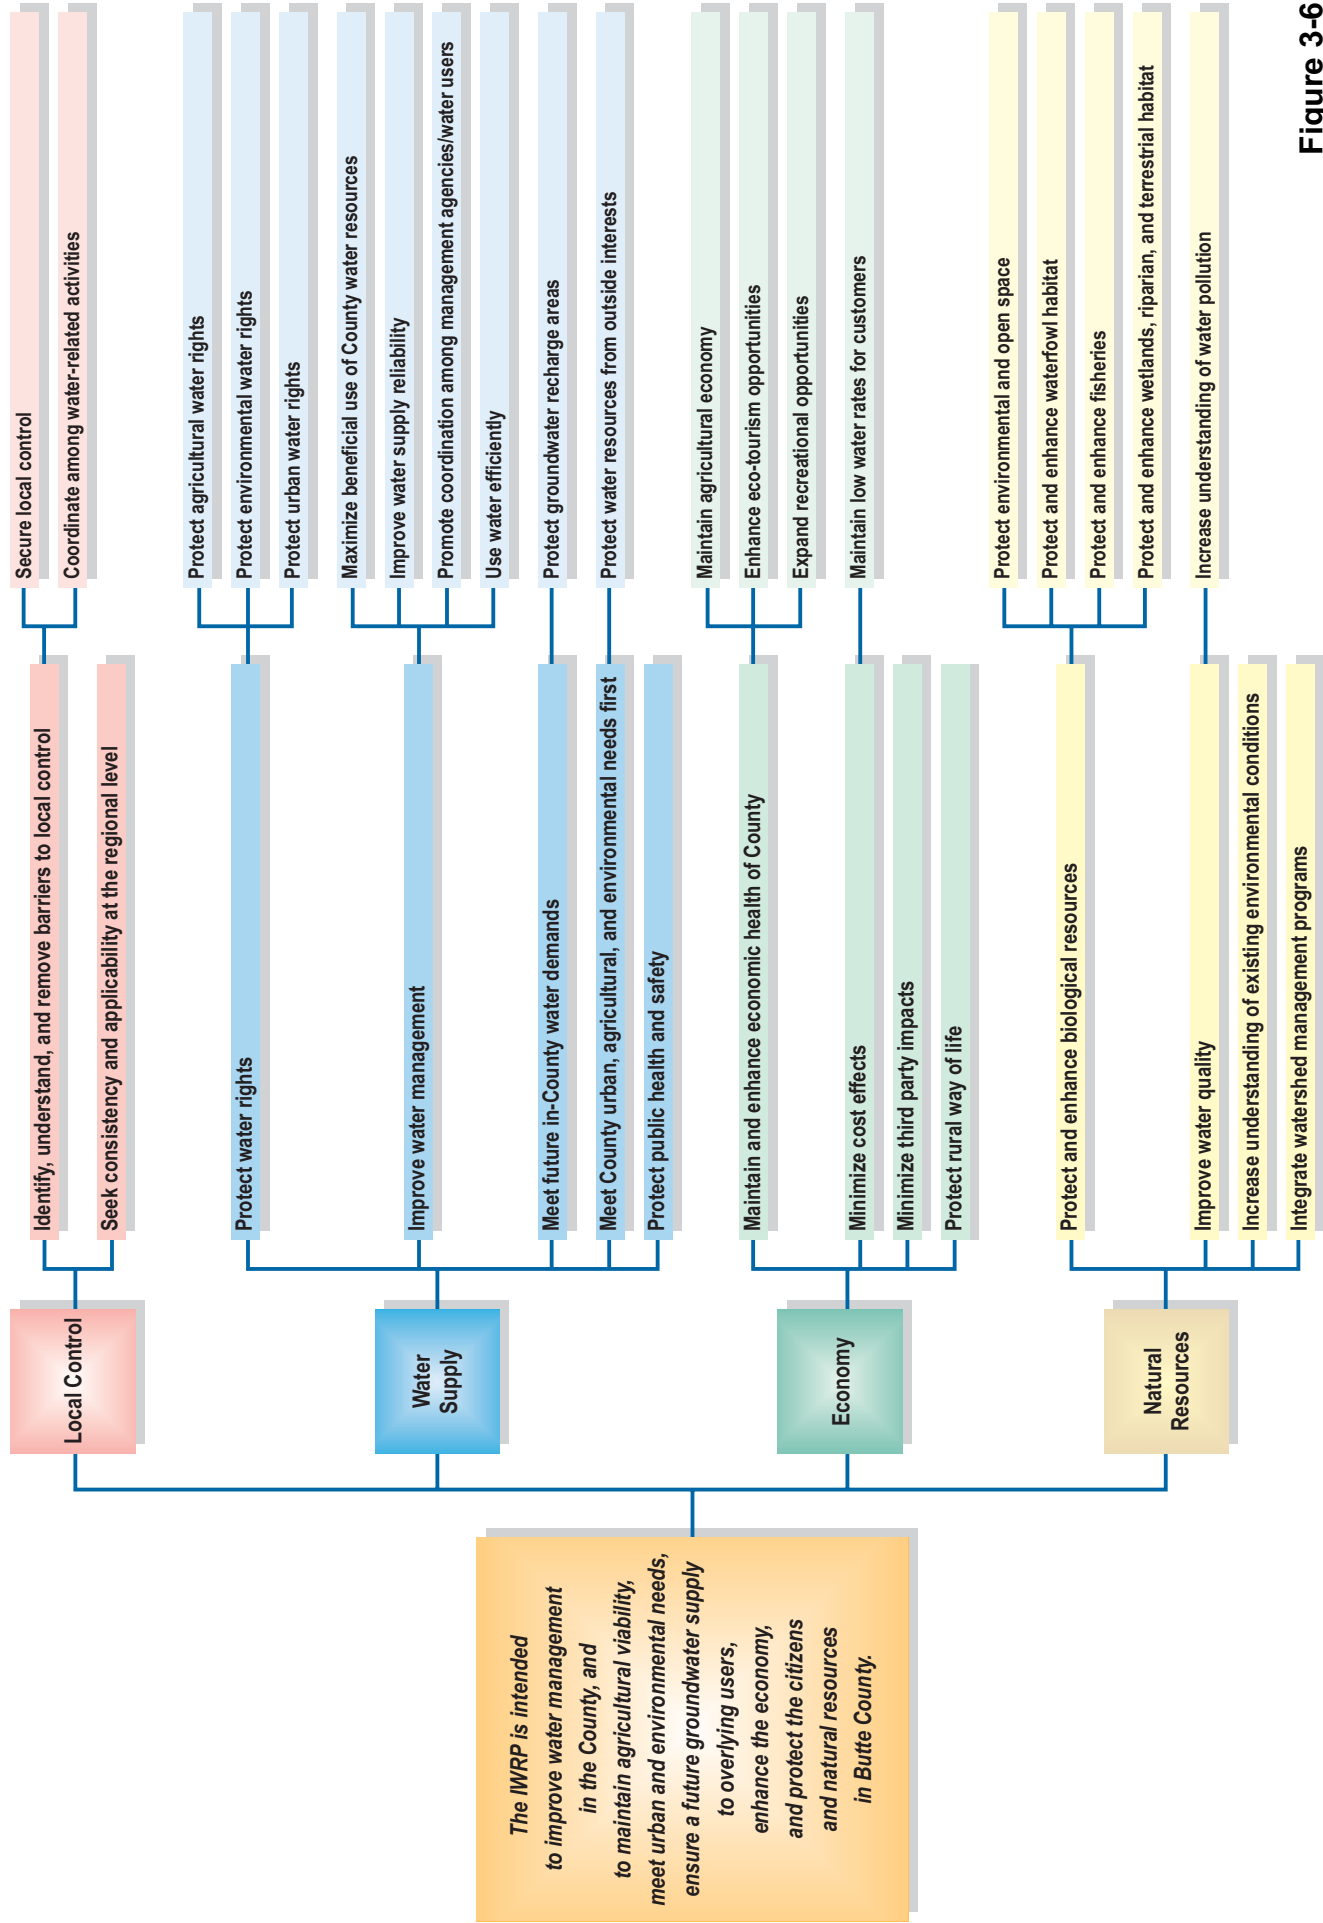 The IWRP is intended
to improve water management
in the County, and
to maintain agricultural viability,
meet urban and environmental needs,
ensure a future groundwater supply
to overlying users,
enhance the economy,
and protect the citizens
and natural resources
in Butte County.
Local Control
Identify, understand, and remove barriers to local control
Secure local control
Coordinate among water-related activities
Seek consistency and applicability at the regional level
Water
Supply
Protect water rights
Protect agricultural water rights
Protect environmental water rights
Protect urban water rights
Improve water management
Maximize beneficial use of County water resources
Improve water supply reliability
Promote coordination among management agencies/water users
Use water efficiently
Meet future in-County water demands
Protect groundwater recharge areas
Meet County urban, agricultural, and environmental needs first
Protect water resources from outside interests
Protect public health and safety
Economy
Maintain and enhance economic health of County
Maintain agricultural economy
Enhance eco-tourism opportunities
Expand recreational opportunities
Minimize cost effects
Maintain low water rates for customers
Minimize third party impacts
Protect rural way of life
Natural
Resources
Protect and enhance biological resources
Protect environmental and open space
Protect and enhance waterfowl habitat
Protect and enhance fisheries
Protect and enhance wetlands, riparian, and terrestrial habitat
Improve water quality
Increase understanding of water pollution
Increase understanding of existing environmental conditions
Integrate watershed management programs
Figure 3-6